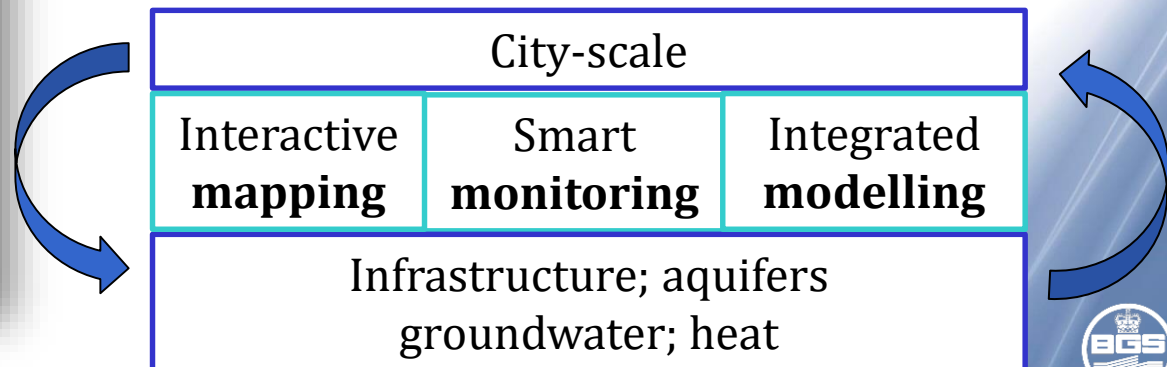 City-scale
Interactive
mapping
Smart
monitoring
Integrated
modelling
Infrastructure; aquifers
groundwater; heat
BGS